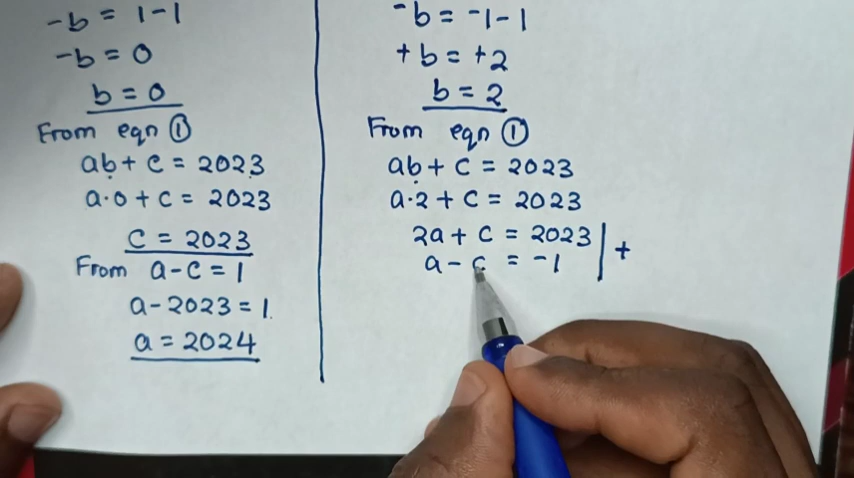 -b = 1-1
-b = 0
b = 0
From eqn ①
ab + c = 2023
a·0 + c = 2023
c = 2023
From a-c = 1
a - 2023 = 1
a = 2024
-b = -1-1
+b = +2
b = 2
From eqn ①
ab + c = 2023
a·2 + c = 2023
2a + c = 2023 | +
a - c = -1